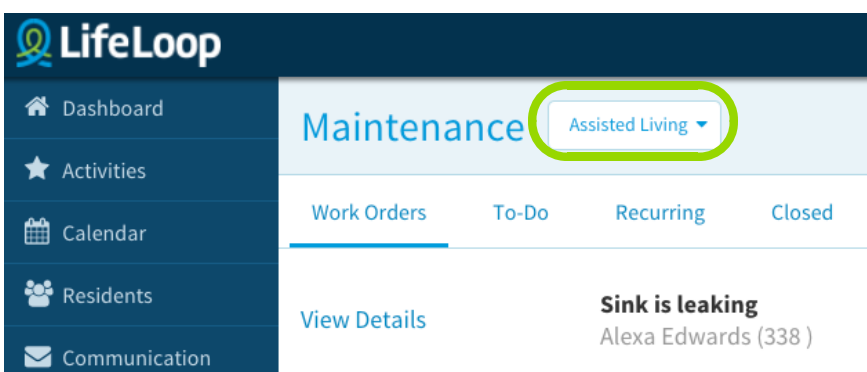 LifeLoop
Dashboard
Activities
Calendar
Residents
Communication
Maintenance
Assisted Living
Work Orders To-Do Recurring Closed
View Details
Sink is leaking
Alexa Edwards (338 )